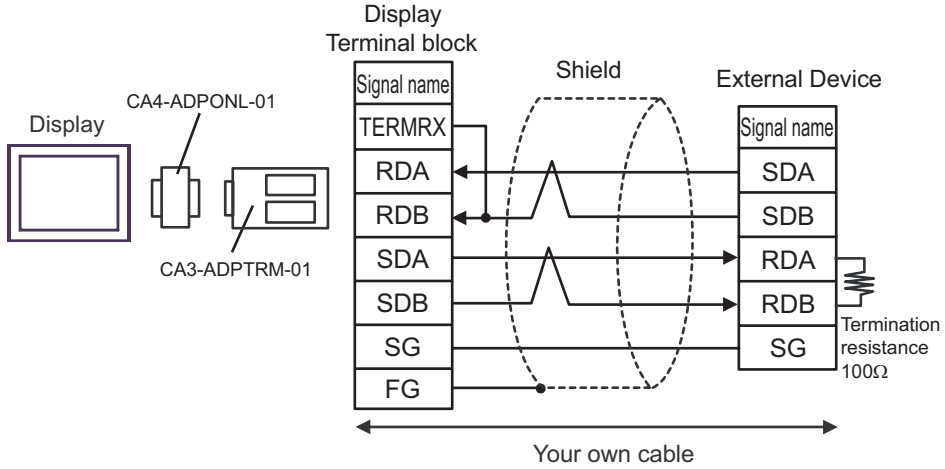 Display
Terminal block
Shield
External Device
CA4-ADPONL-01
Display
CA3-ADPTRM-01
Signal name
TERMRX
RDA
RDB
SDA
SDB
SG
FG
Signal name
SDA
SDB
RDA
RDB
SG
Termination
resistance
100Ω
Your own cable